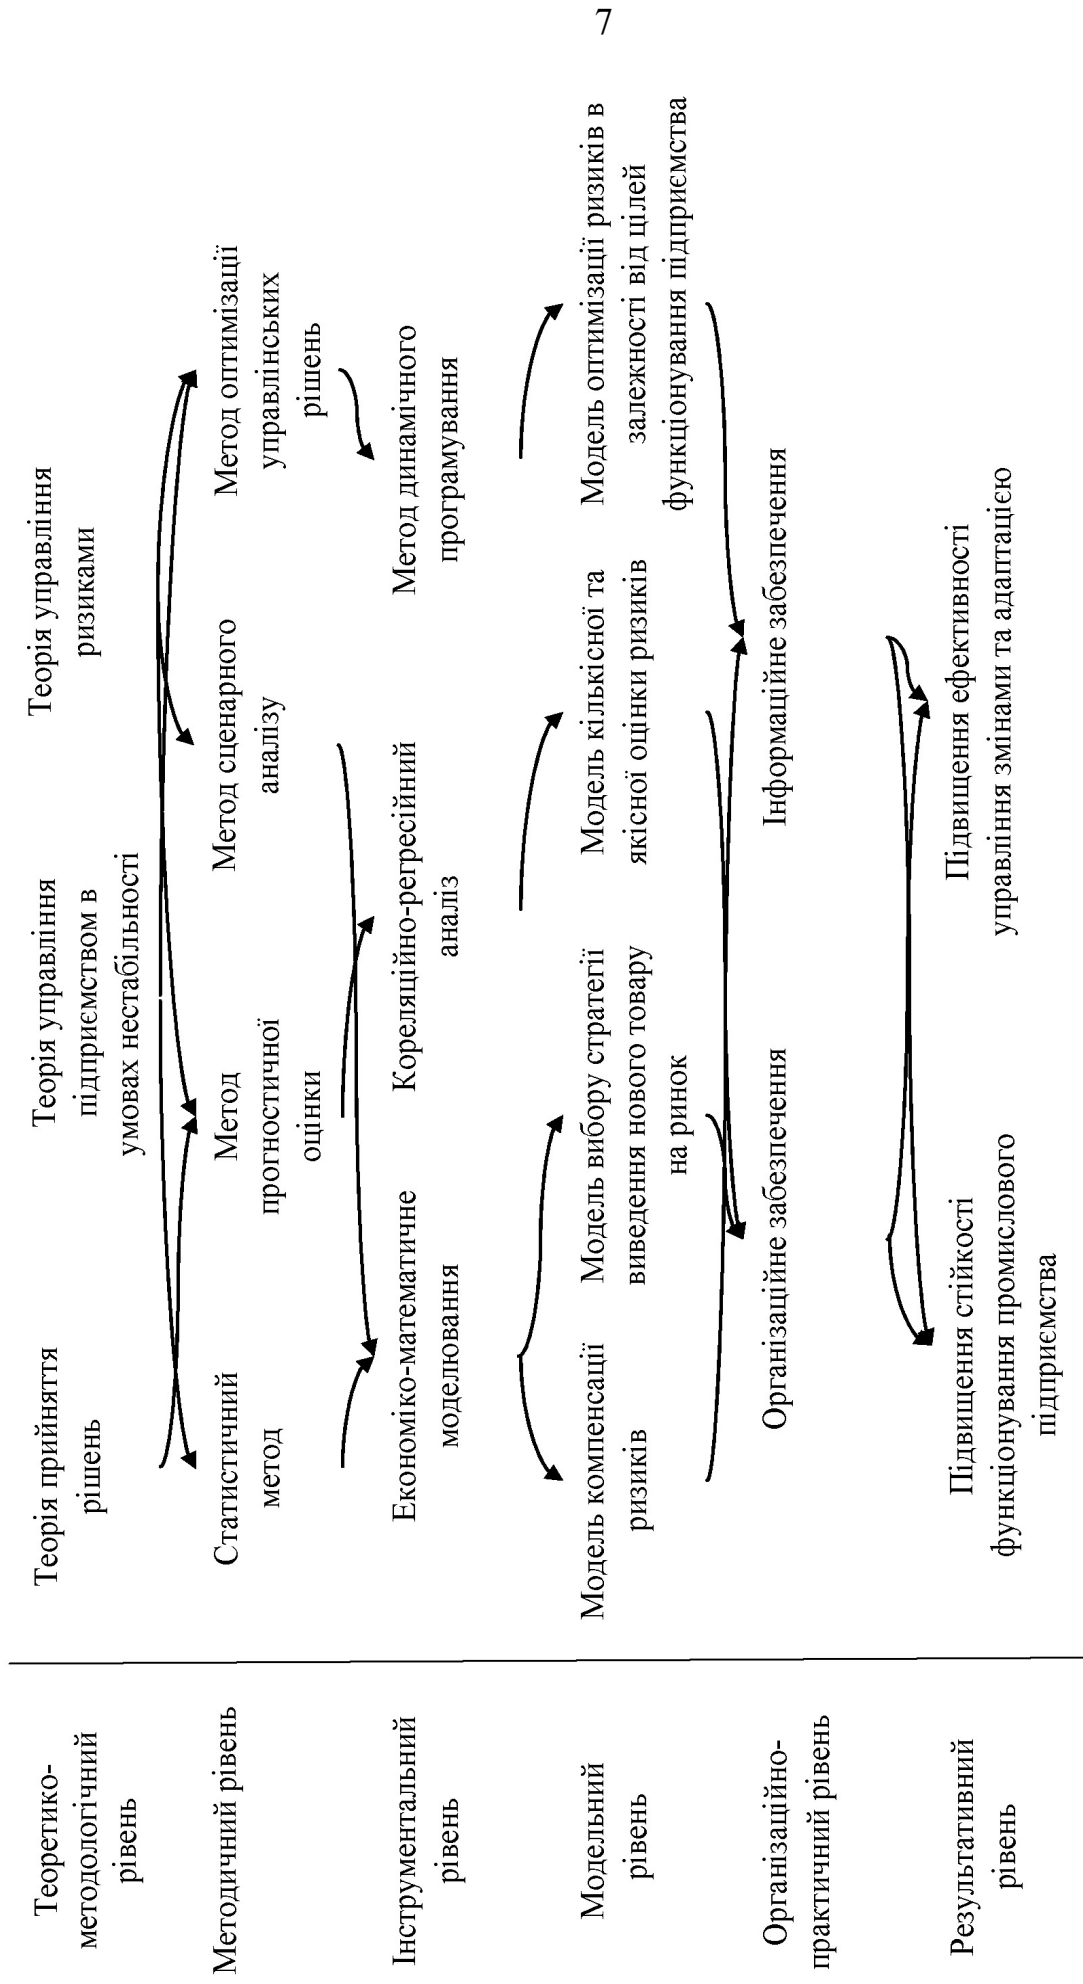 7
Теоретико-
методологічний
рівень
Теорія прийняття
рішень
Теорія управління
підприємством в
умовах нестабільності
Теорія управління
ризиками
Методичний рівень
Статистичний
метод
Метод
прогностичної
оцінки
Метод сценарного
аналізу
Метод оптимізації
управлінських
рішень
Інструментальний
рівень
Економіко-математичне
моделювання
Кореляційно-регресійний
аналіз
Метод динамічного
програмування
Модельний
рівень
Модель компенсації
ризиків
Модель вибору стратегії
виведення нового товару
на ринок
Модель кількісної та
якісної оцінки ризиків
Модель оптимізації ризиків в
залежності від цілей
функціонування підприємства
Організаційно-
практичний рівень
Організаційне забезпечення
Інформаційне забезпечення
Результативний
рівень
Підвищення стійкості
функціонування промислового
підприємства
Підвищення ефективності
управління змінами та адаптацією